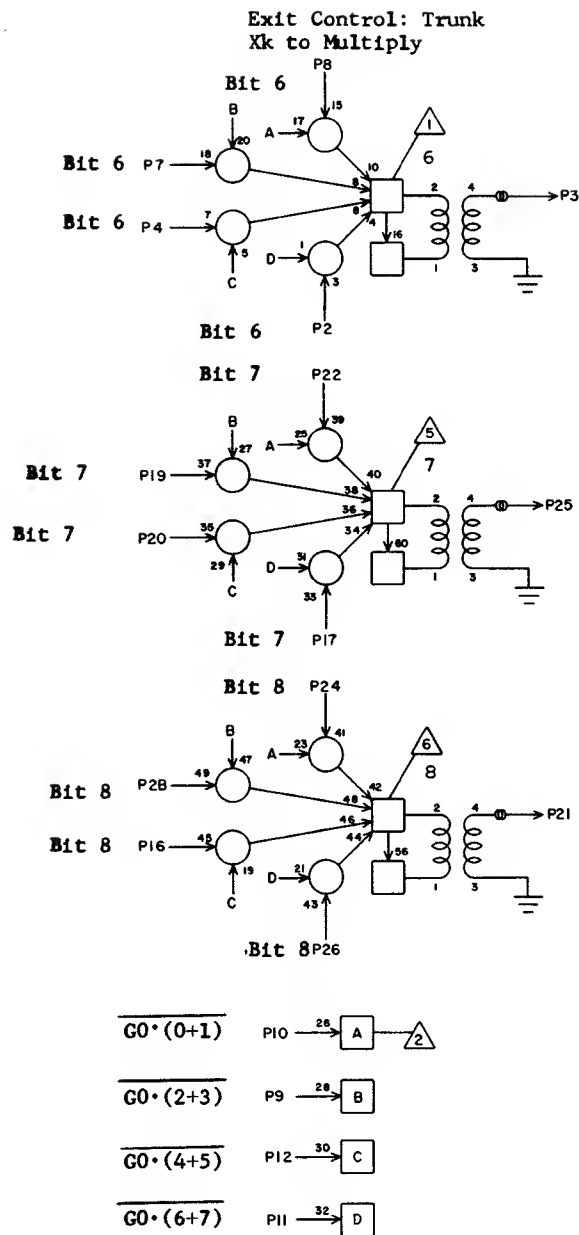 Exit Control: Trunk
Xk to Multiply
P8
Bit 6
B
A
17
15
1
6
20
10
Bit 6 P7
18
8
2
4
P3
Bit 6 P4
7
8
4
5
16
D
1
3
1
3
C
Bit 6
P2
Bit 7
P22
B
A
25
39
5
7
27
40
Bit 7 P19
37
38
2
4
P25
36
Bit 7 P20
35
34
29
60
D
31
33
1
3
C
Bit 7
P17
Bit 8
P24
B
A
23
41
6
8
47
42
Bit 8 P28
49
48
2
4
P21
46
Bit 8 P16
45
44
19
56
D
21
43
1
3
C
Bit 8 P26
GO·(0+1) P10 26 A 2
GO·(2+3) P9 28 B
GO·(4+5) P12 30 C
GO·(6+7) P11 32 D